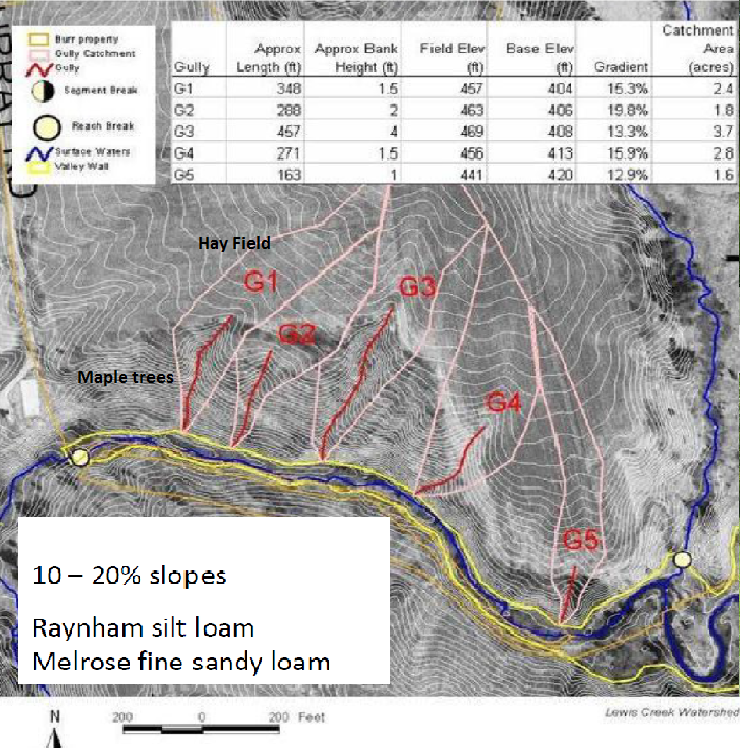 Burr property
Gully Catchment
Gully
Segment Break
Reach Break
Surface Waters
Valley Wall
Gully Approx Length (ft) Approx Bank Height (ft) Field Elev (ft) Base Elev (ft) Gradient Catchment Area (acres)
G1 348 1.5 457 404 15.3% 2.4
G2 288 2 463 406 19.8% 1.8
G3 457 4 469 408 13.3% 3.7
G4 271 1.5 456 413 15.9% 2.8
G5 163 1 441 420 12.9% 1.6
Hay Field
G1
G3
G2
Maple trees
G4
G5
10 – 20% slopes
Raynham silt loam
Melrose fine sandy loam
N
200 0 200 Feet
Lewis Creek Watershed